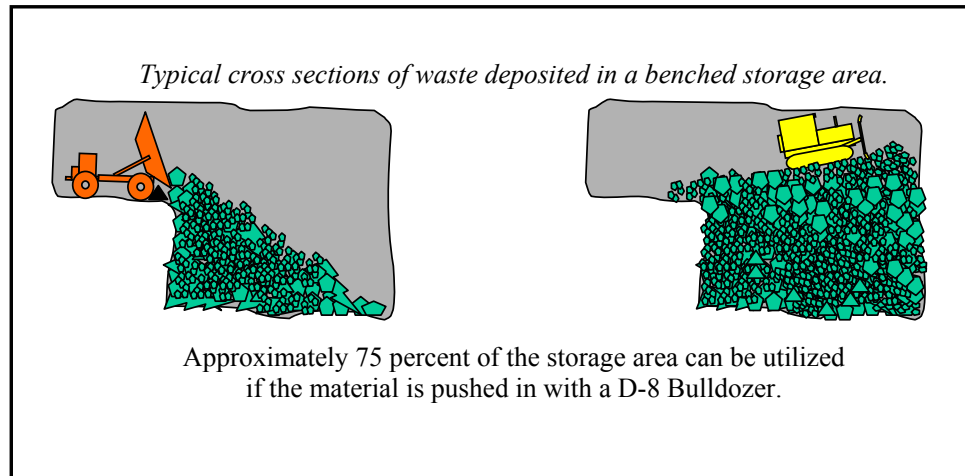 Typical cross sections of waste deposited in a benched storage area.
Approximately 75 percent of the storage area can be utilized
if the material is pushed in with a D-8 Bulldozer.